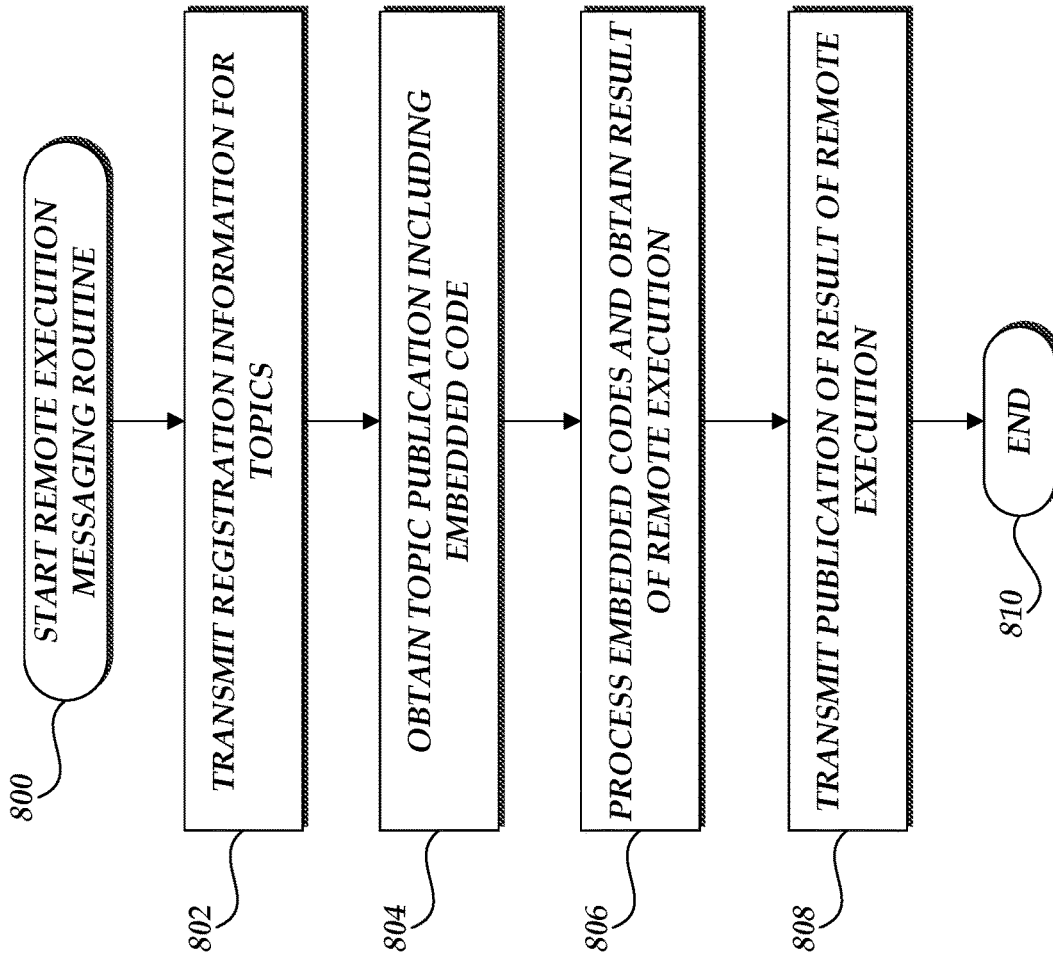 800
START REMOTE EXECUTION
MESSAGING ROUTINE
802
TRANSMIT REGISTRATION INFORMATION FOR
TOPICS
804
OBTAIN TOPIC PUBLICATION INCLUDING
EMBEDDED CODE
806
PROCESS EMBEDDED CODES AND OBTAIN RESULT
OF REMOTE EXECUTION
808
TRANSMIT PUBLICATION OF RESULT OF REMOTE
EXECUTION
810
END